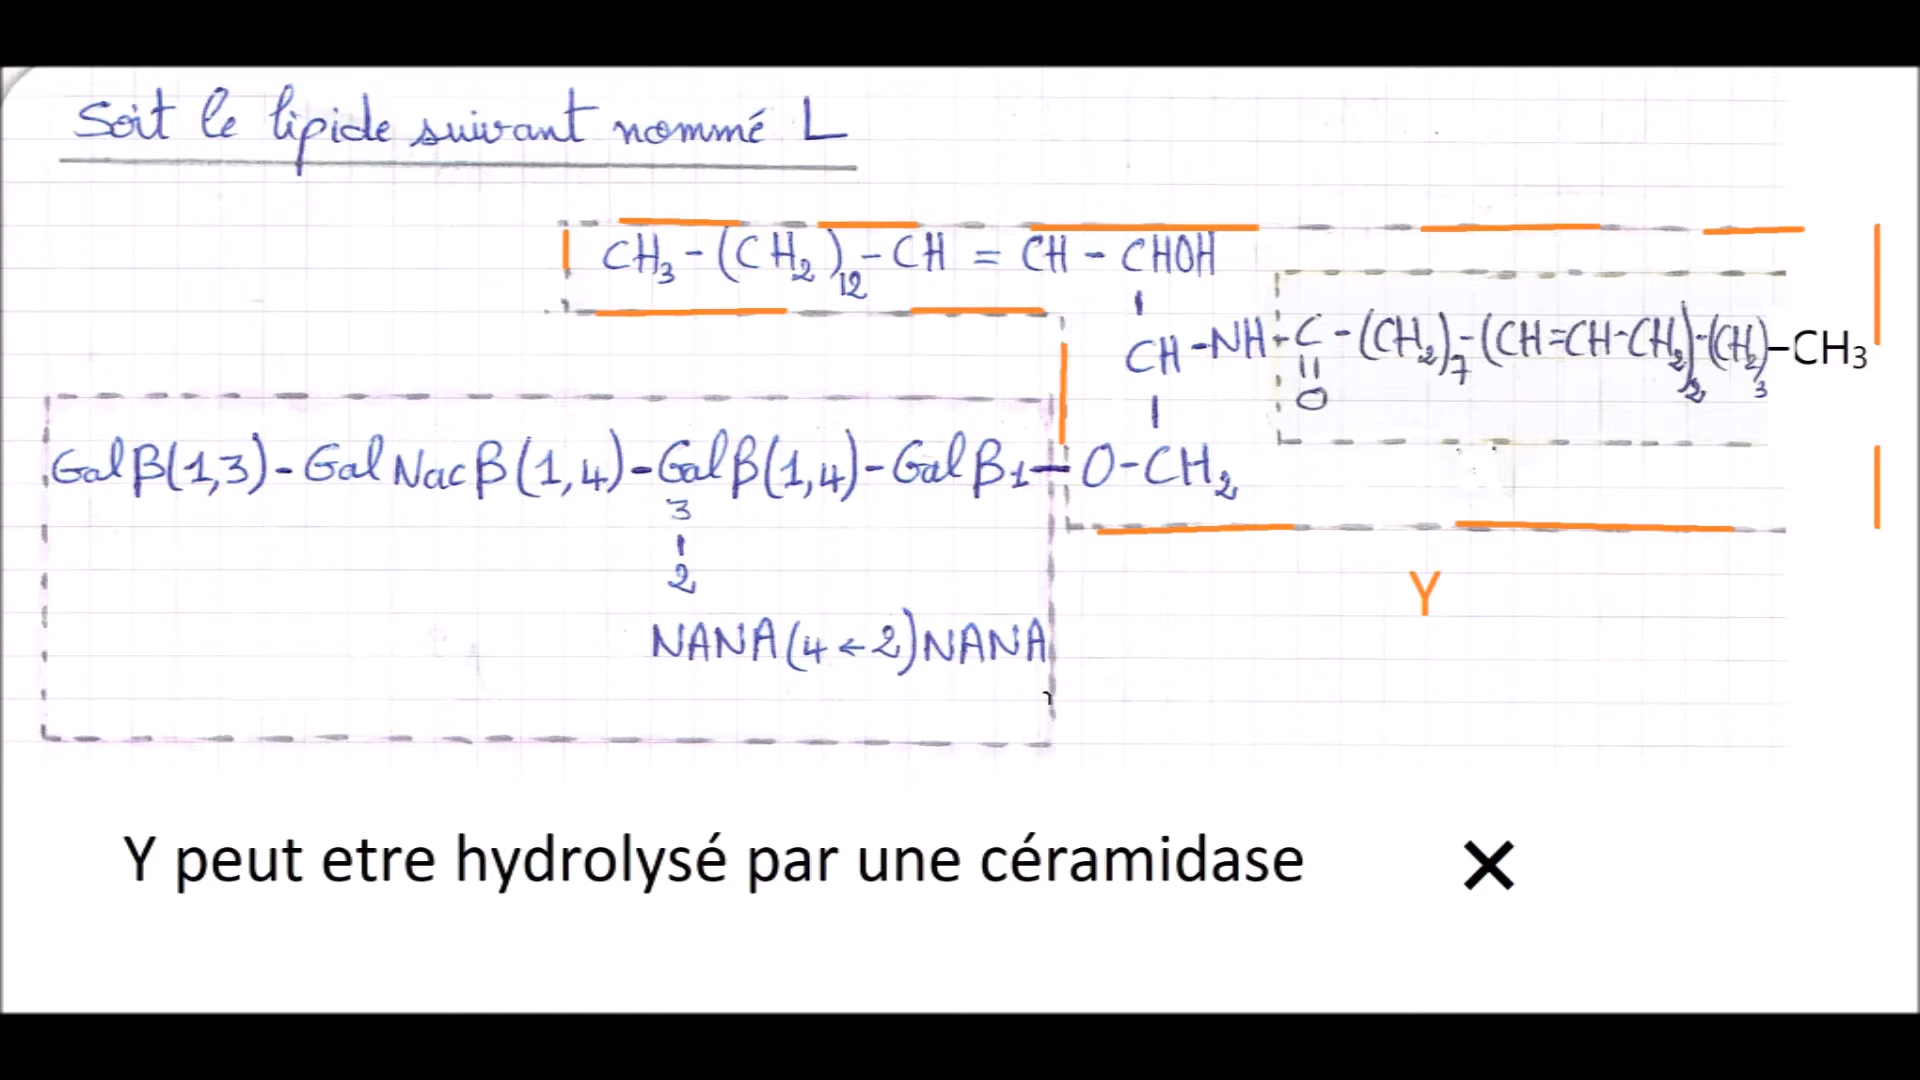 Soit le lipide suivant nommé L
CH₃-(CH₂)₁₂-CH = CH - CHOH
CH-NH-C-(CH₂)₇-(CH=CH-CH₂)₂-(CH₂)₃-CH₃
O
Galβ(1,3)-GalNacβ(1,4)-Galβ(1,4)-Galβ1-O-CH₂
3
2
NANA(4←2)NANA
Y
Y peut etre hydrolysé par une céramidase ×